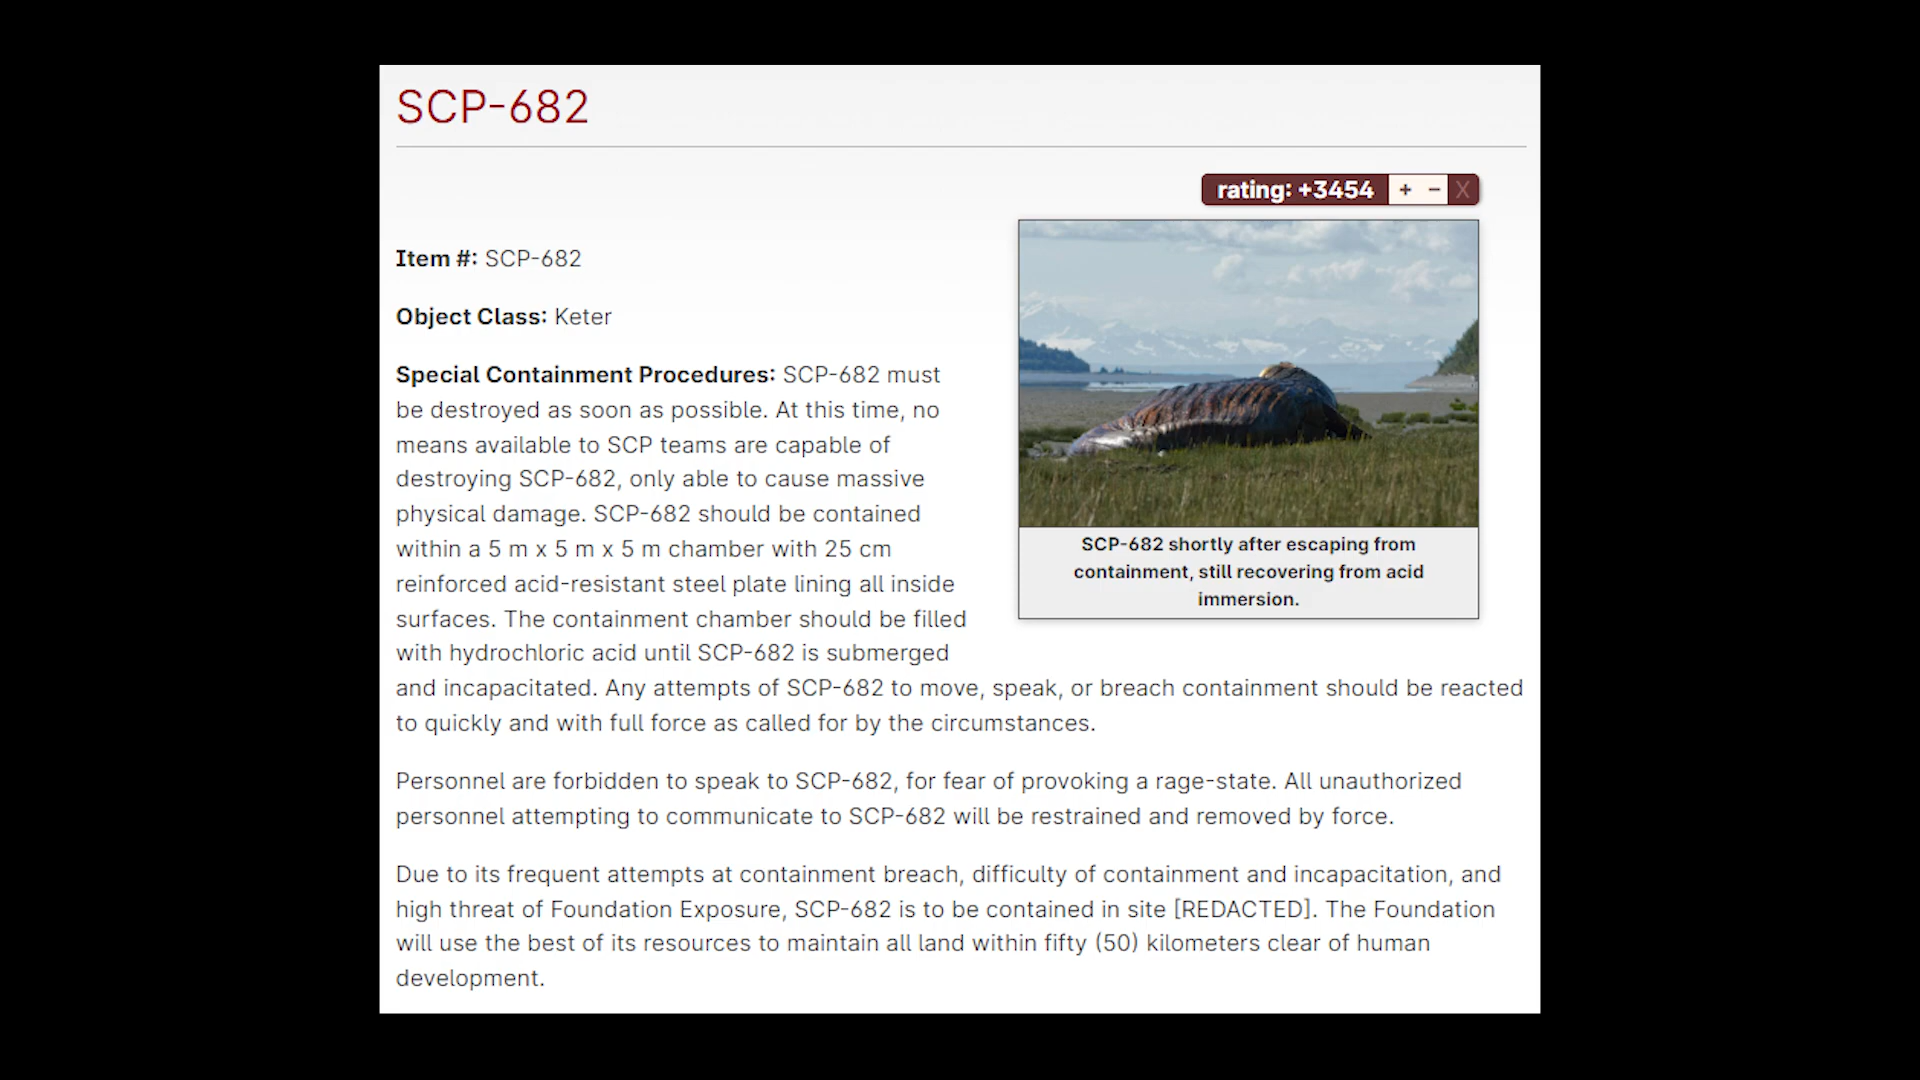 SCP-682
rating: +3454 + − X
Item #: SCP-682
Object Class: Keter
Special Containment Procedures: SCP-682 must
be destroyed as soon as possible. At this time, no
means available to SCP teams are capable of
destroying SCP-682, only able to cause massive
physical damage. SCP-682 should be contained
within a 5 m x 5 m x 5 m chamber with 25 cm
reinforced acid-resistant steel plate lining all inside
surfaces. The containment chamber should be filled
with hydrochloric acid until SCP-682 is submerged
and incapacitated. Any attempts of SCP-682 to move, speak, or breach containment should be reacted
to quickly and with full force as called for by the circumstances.
SCP-682 shortly after escaping from
containment, still recovering from acid
immersion.
Personnel are forbidden to speak to SCP-682, for fear of provoking a rage-state. All unauthorized
personnel attempting to communicate to SCP-682 will be restrained and removed by force.
Due to its frequent attempts at containment breach, difficulty of containment and incapacitation, and
high threat of Foundation Exposure, SCP-682 is to be contained in site [REDACTED]. The Foundation
will use the best of its resources to maintain all land within fifty (50) kilometers clear of human
development.